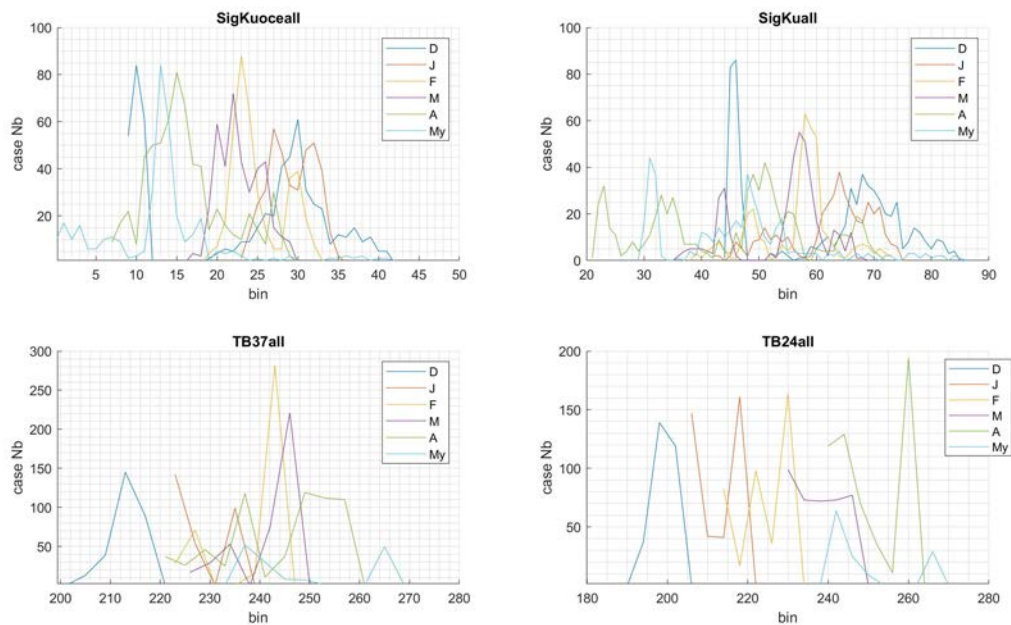 SigKuoceall
100
80
60
40
20
case Nb
5 10 15 20 25 30 35 40 45 50
bin
D
J
F
M
A
My
SigKuall
100
80
60
40
20
0
case Nb
20 30 40 50 60 70 80 90
bin
D
J
F
M
A
My
TB37all
300
250
200
150
100
50
case Nb
200 210 220 230 240 250 260 270 280
bin
D
J
F
M
A
My
TB24all
200
150
100
50
case Nb
180 200 220 240 260 280
bin
D
J
F
M
A
My